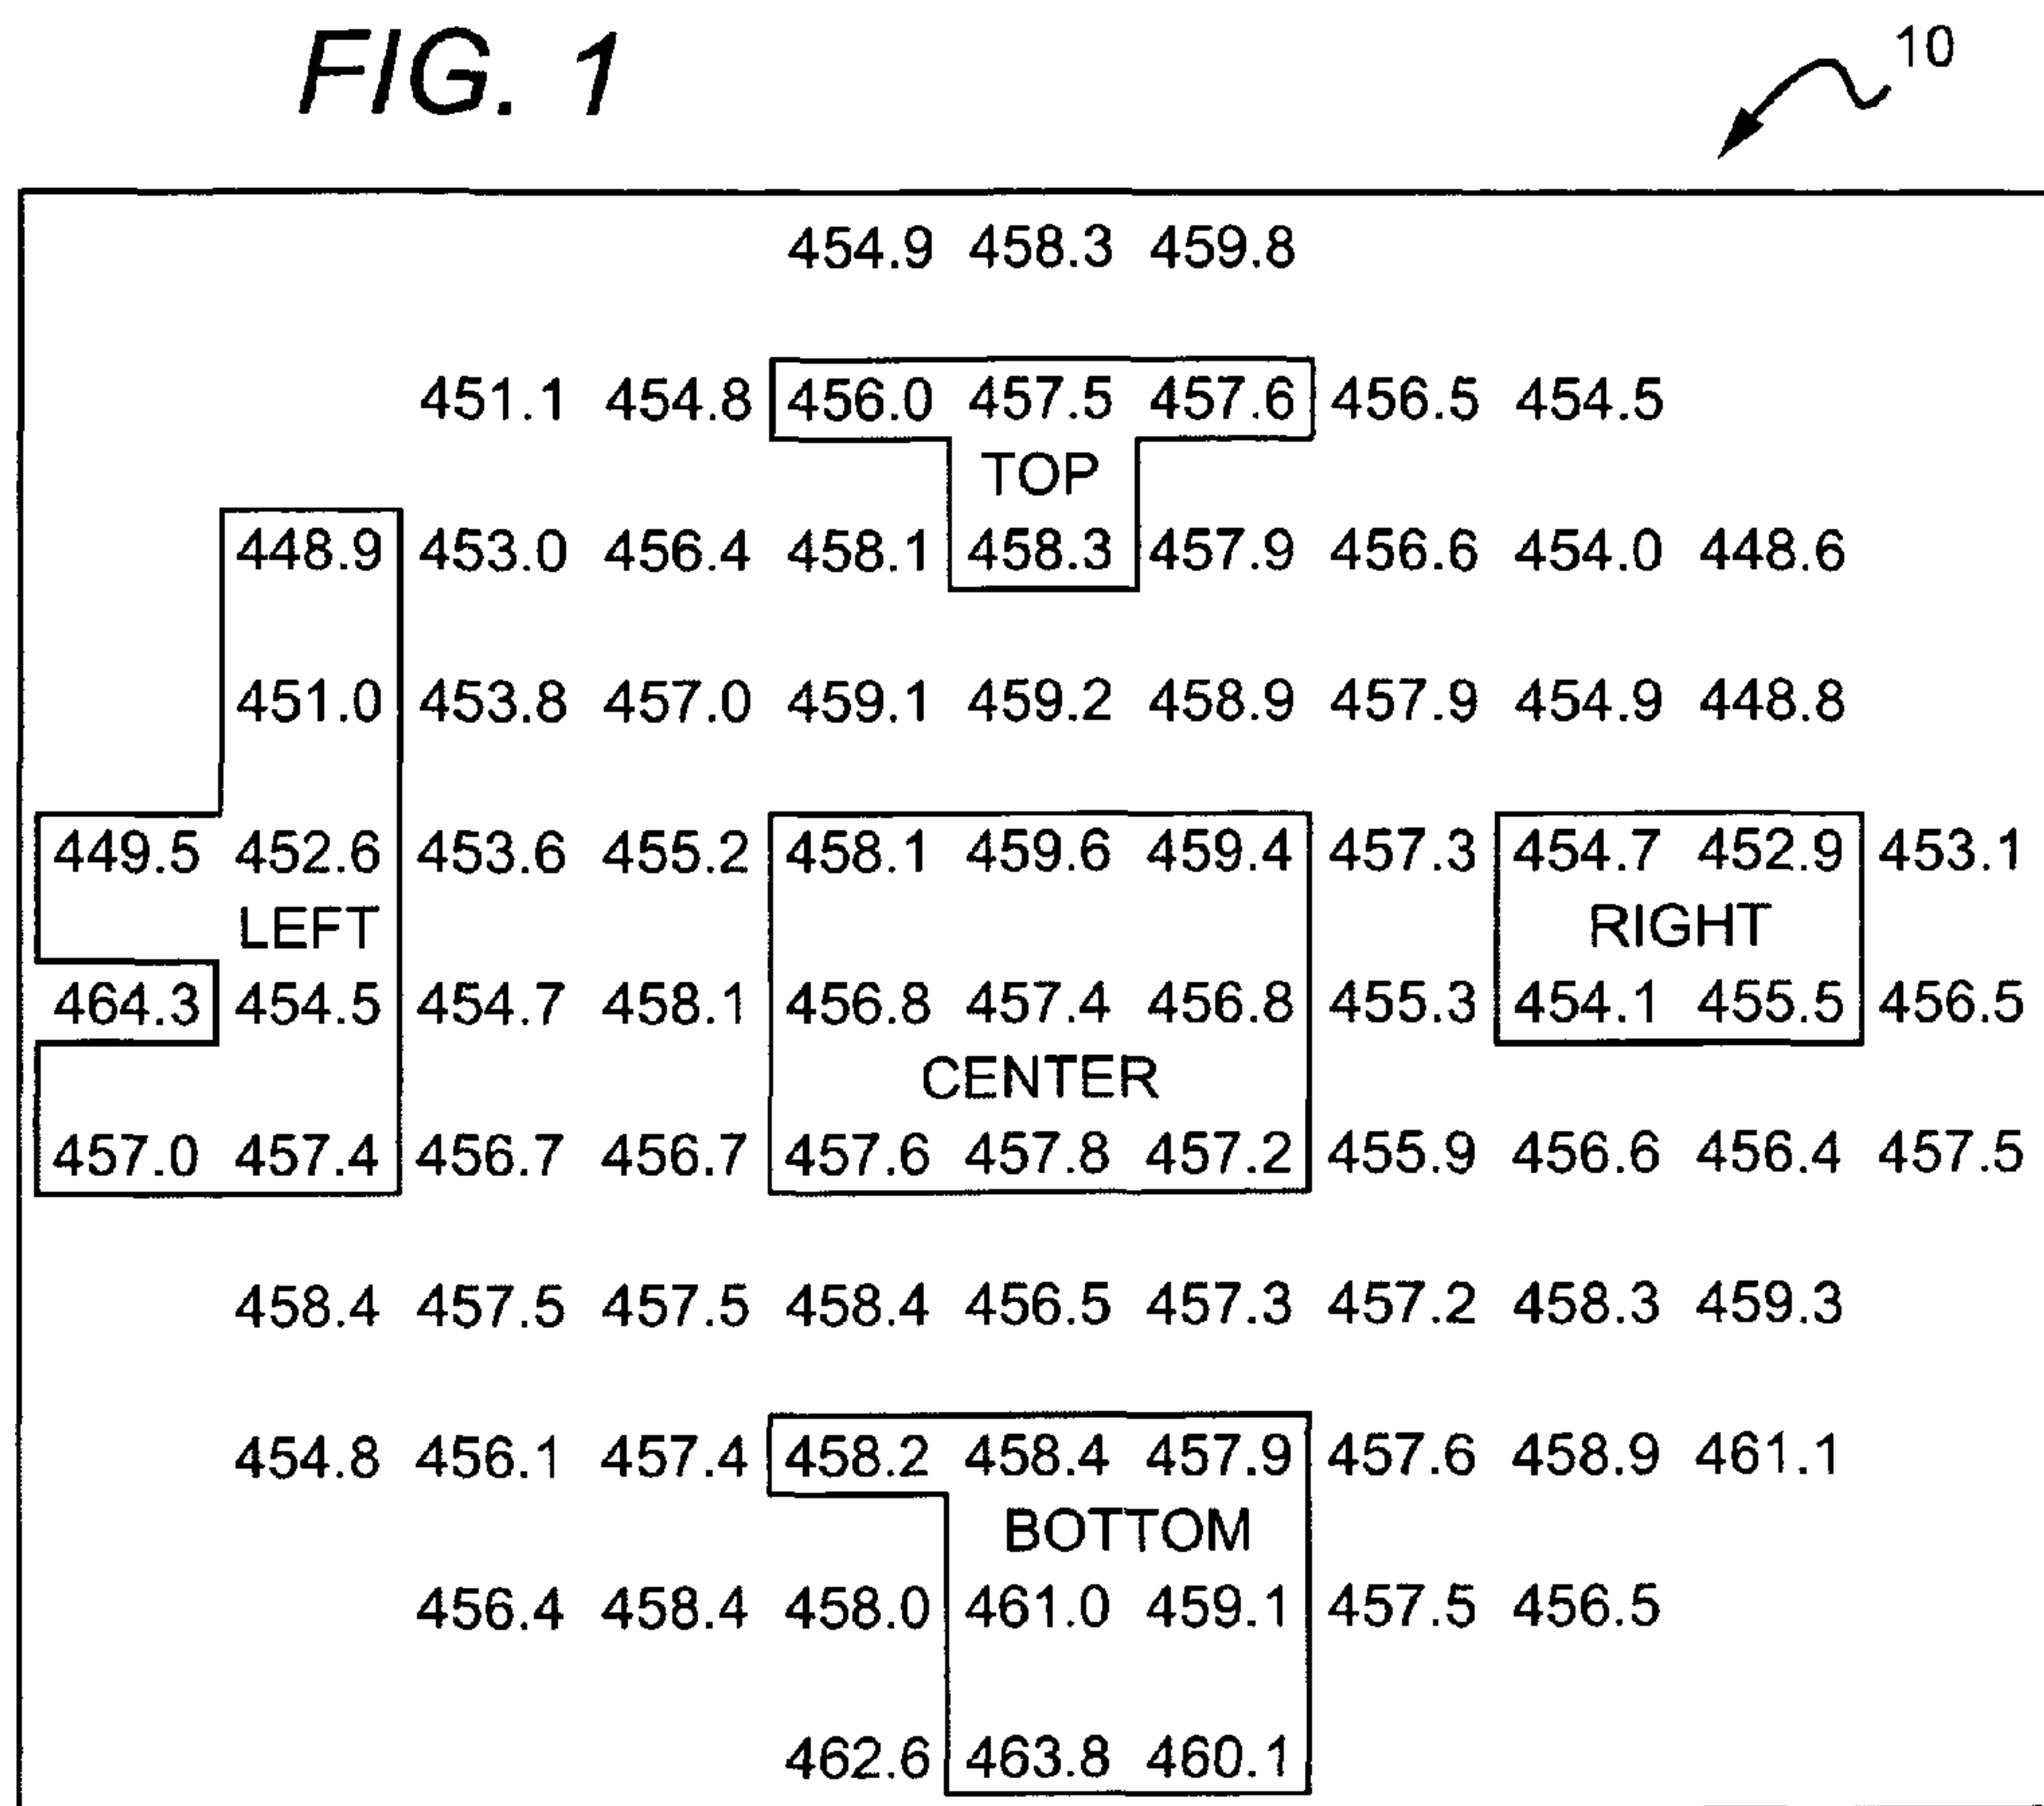 FIG. 1
10
454.9 458.3 459.8
451.1 454.8 456.0 457.5 457.6 456.5 454.5
TOP
448.9 453.0 456.4 458.1 458.3 457.9 456.6 454.0 448.6
451.0 453.8 457.0 459.1 459.2 458.9 457.9 454.9 448.8
449.5 452.6 453.6 455.2 458.1 459.6 459.4 457.3 454.7 452.9 453.1
LEFT RIGHT
464.3 454.5 454.7 458.1 456.8 457.4 456.8 455.3 454.1 455.5 456.5
CENTER
457.0 457.4 456.7 456.7 457.6 457.8 457.2 455.9 456.6 456.4 457.5
458.4 457.5 457.5 458.4 456.5 457.3 457.2 458.3 459.3
454.8 456.1 457.4 458.2 458.4 457.9 457.6 458.9 461.1
BOTTOM
456.4 458.4 458.0 461.0 459.1 457.5 456.5
462.6 463.8 460.1